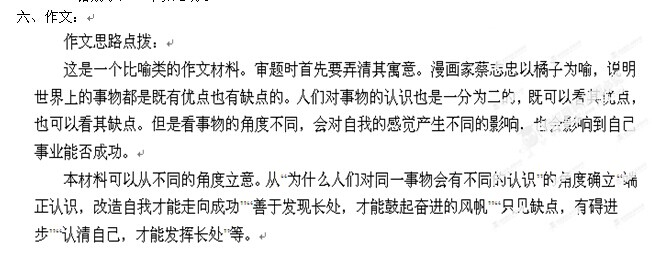 六、作文：
作文思路点拨：
这是一个比喻类的作文材料。审题时首先要弄清其寓意。漫画家蔡志忠以橘子为喻，说明
世界上的事物都是既有优点也有缺点的。人们对事物的认识也是一分为二的，既可以看其优点，
也可以看其缺点。但是看事物的角度不同，会对自我的感觉产生不同的影响，也会影响到自己
事业能否成功。
本材料可以从不同的角度立意。从“为什么人们对同一事物会有不同的认识”的角度确立“端
正认识，改造自我才能走向成功”“善于发现长处，才能鼓起奋进的风帆”“只见缺点，有碍进
步”“认清自己，才能发挥长处”等。